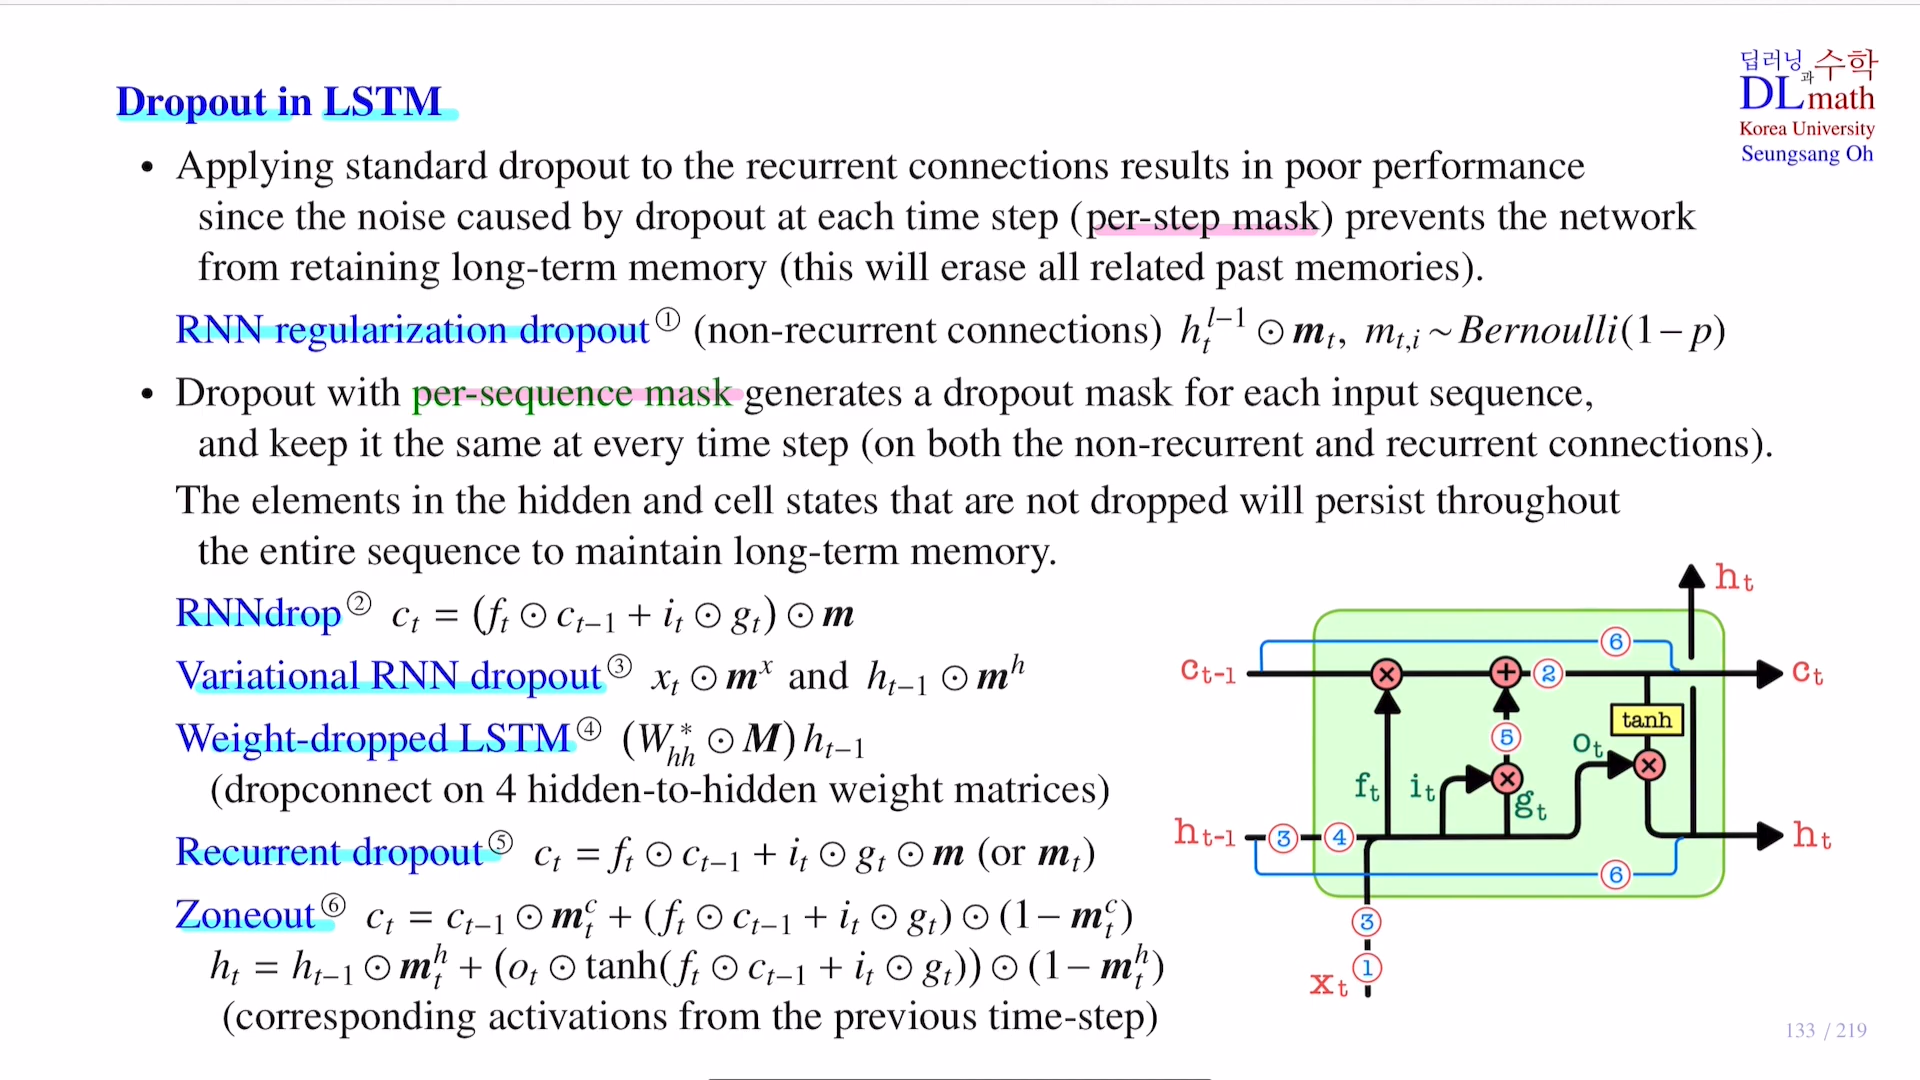 딥러닝과수학
DLmath
Korea University
Seungsang Oh
Dropout in LSTM
• Applying standard dropout to the recurrent connections results in poor performance
since the noise caused by dropout at each time step (per-step mask) prevents the network
from retaining long-term memory (this will erase all related past memories).
RNN regularization dropout① (non-recurrent connections) h_t^{l−1} ⊙ m_t, m_{t,i} ~ Bernoulli(1−p)
• Dropout with per-sequence mask generates a dropout mask for each input sequence,
and keep it the same at every time step (on both the non-recurrent and recurrent connections).
The elements in the hidden and cell states that are not dropped will persist throughout
the entire sequence to maintain long-term memory.
RNNdrop② c_t = (f_t ⊙ c_{t−1} + i_t ⊙ g_t) ⊙ m
Variational RNN dropout③ x_t ⊙ m^x and h_{t−1} ⊙ m^h
Weight-dropped LSTM④ (W_{hh}^* ⊙ M) h_{t−1}
(dropconnect on 4 hidden-to-hidden weight matrices)
Recurrent dropout⑤ c_t = f_t ⊙ c_{t−1} + i_t ⊙ g_t ⊙ m (or m_t)
Zoneout⑥ c_t = c_{t−1} ⊙ m_t^c + (f_t ⊙ c_{t−1} + i_t ⊙ g_t) ⊙ (1− m_t^c)
h_t = h_{t−1} ⊙ m_t^h + (o_t ⊙ tanh(f_t ⊙ c_{t−1} + i_t ⊙ g_t)) ⊙ (1− m_t^h)
(corresponding activations from the previous time-step)
h_t
⑥
c_{t-1} × + ② c_t
tanh
⑤ o_t
×
f_t i_t × g_t
h_{t-1} ③ ④ h_t
⑥
③
①
x_t
133 / 219